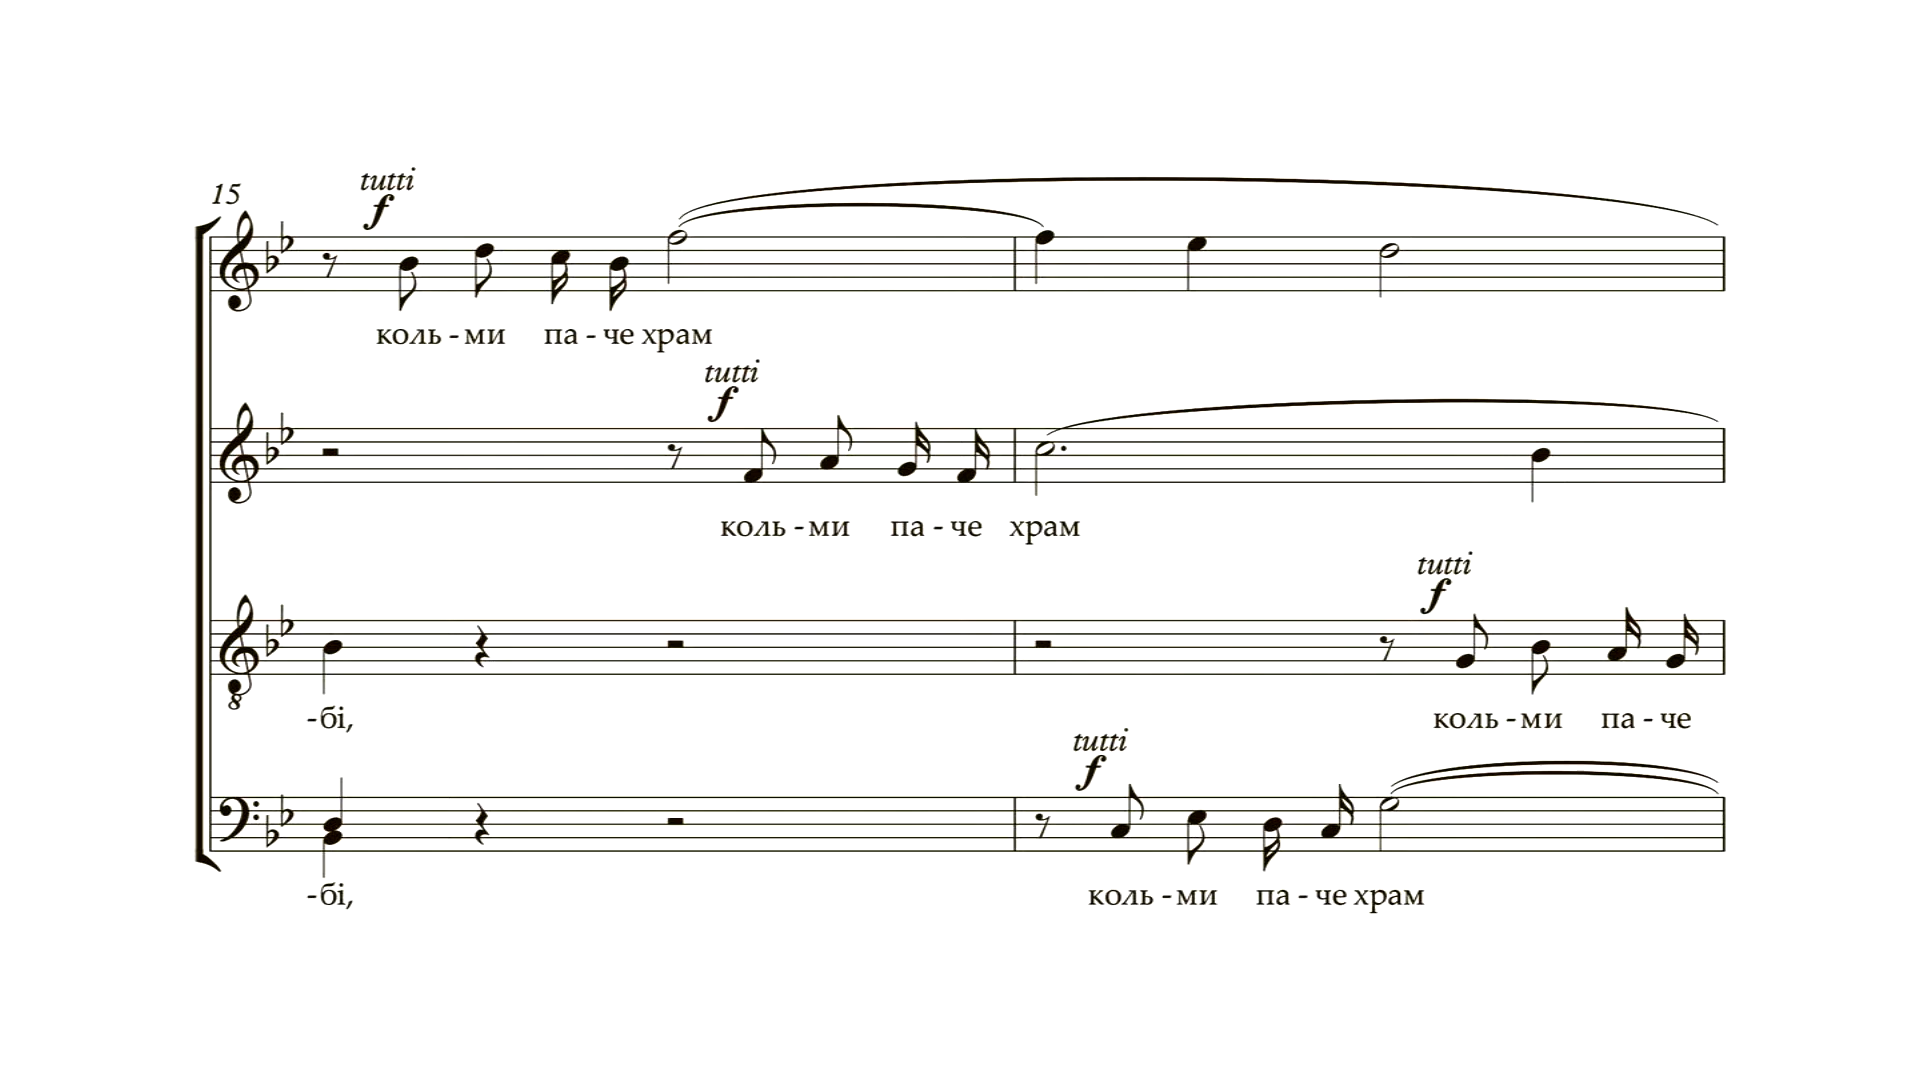 15
tutti
f
коль - ми па - че храм
tutti
f
коль - ми па - че храм
tutti
f
8
-бі, коль - ми па - че
tutti
f
-бі, коль - ми па - че храм